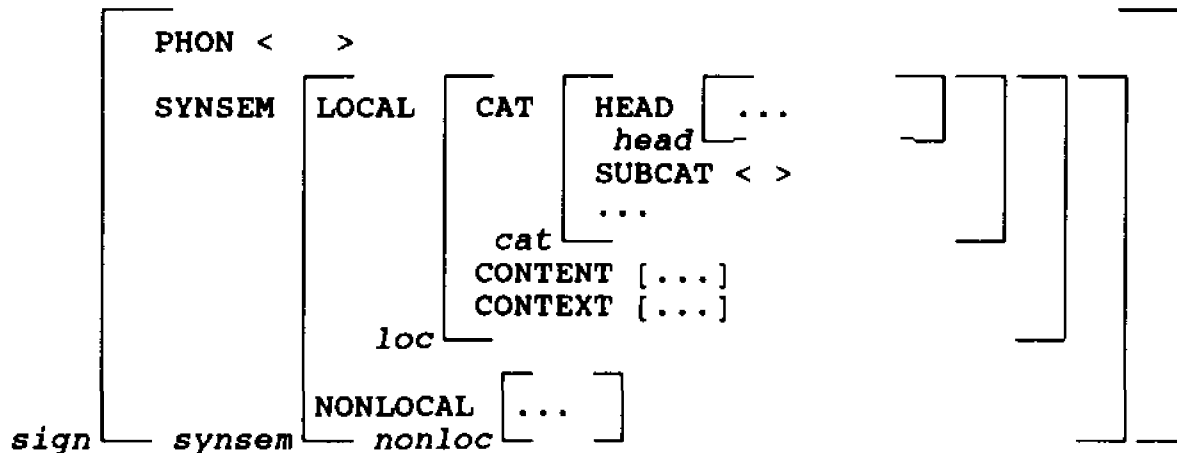 PHON < >
SYNSEM LOCAL CAT HEAD ...
head
SUBCAT < >
...
cat
CONTENT [...]
CONTEXT [...]
loc
NONLOCAL ...
sign synsem nonloc